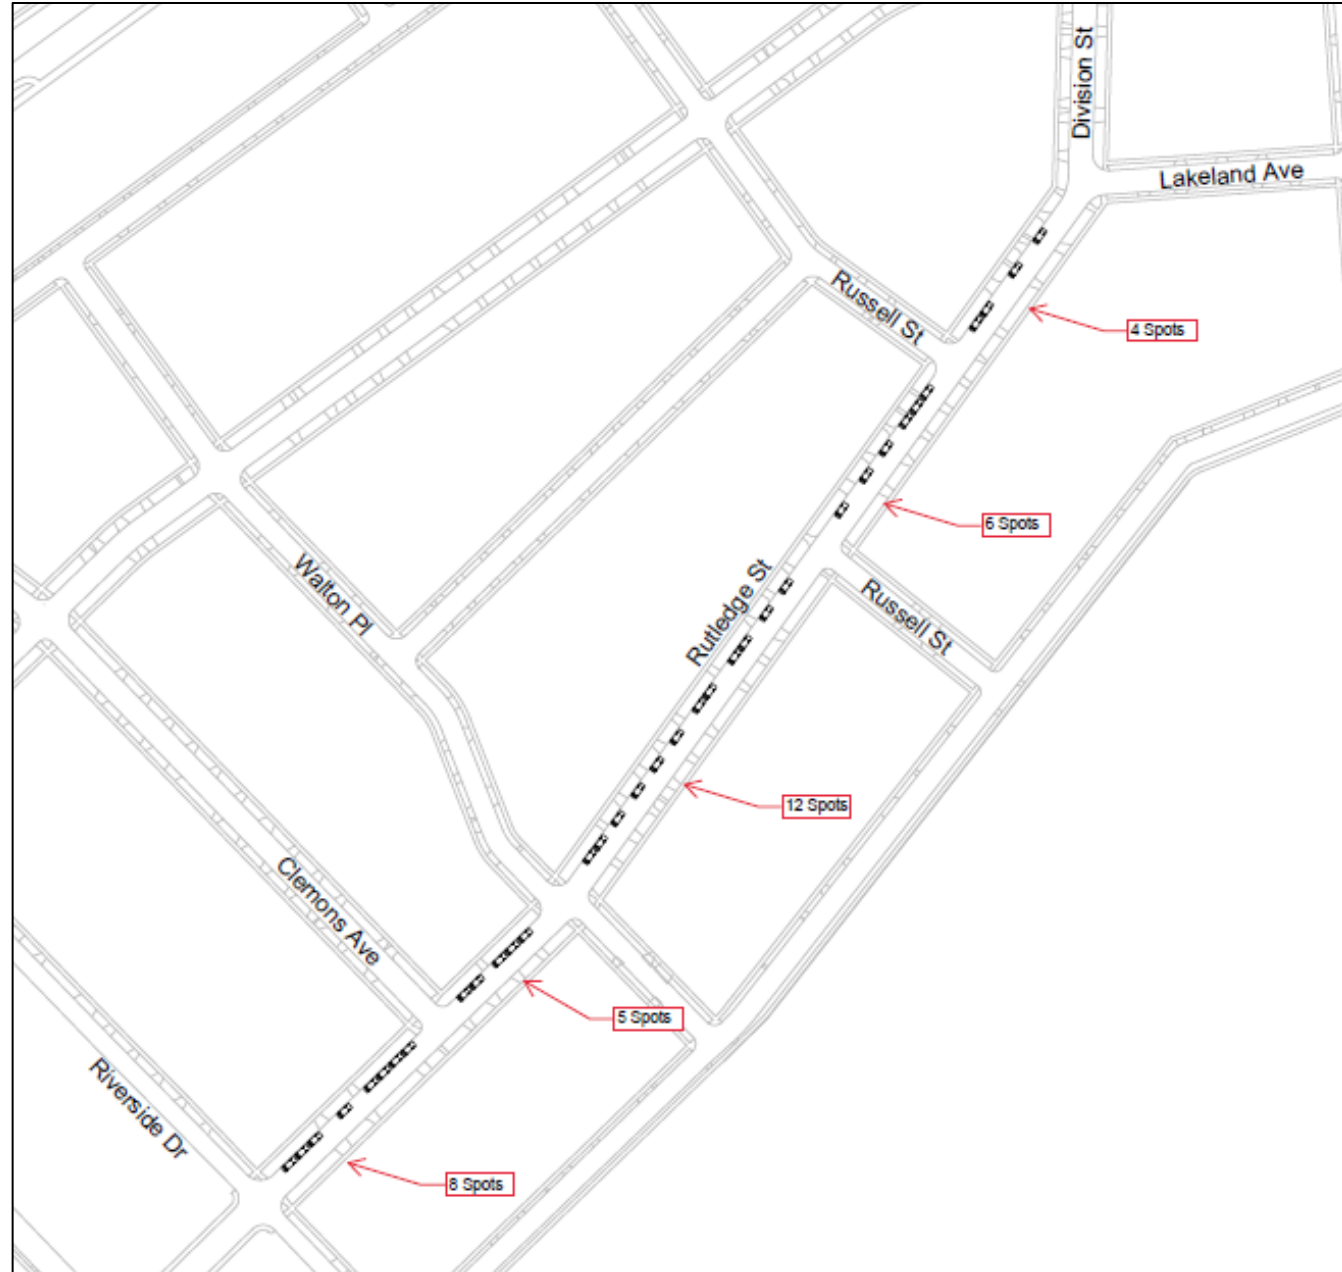 Division St
Lakeland Ave
Russell St
4 Spots
6 Spots
Walton Pl
Rutledge St
Russell St
12 Spots
Clemons Ave
5 Spots
Riverside Dr
8 Spots